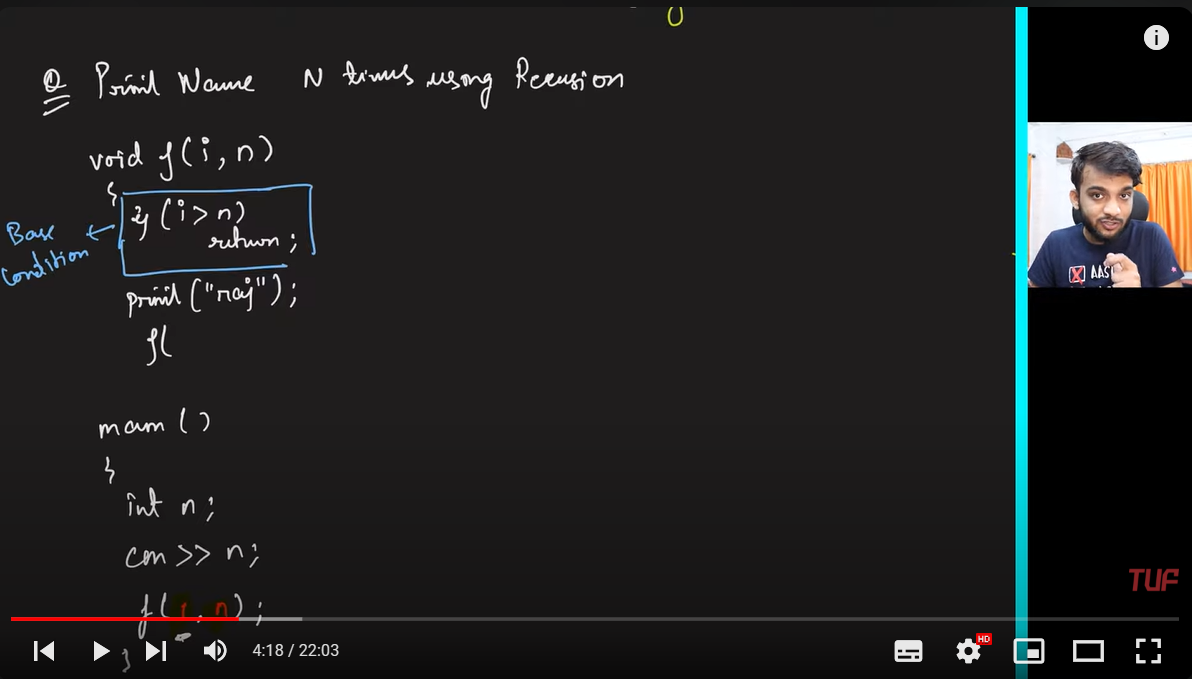 Q Print Name N times using Recursion
void f(i, n)
{
if (i > n)
return ;
Base
Condition
print("raj");
f(
main ()
{
int n ;
cin >> n ;
f(1, n) ;
}
AAS
TUF
HD
4:18 / 22:03